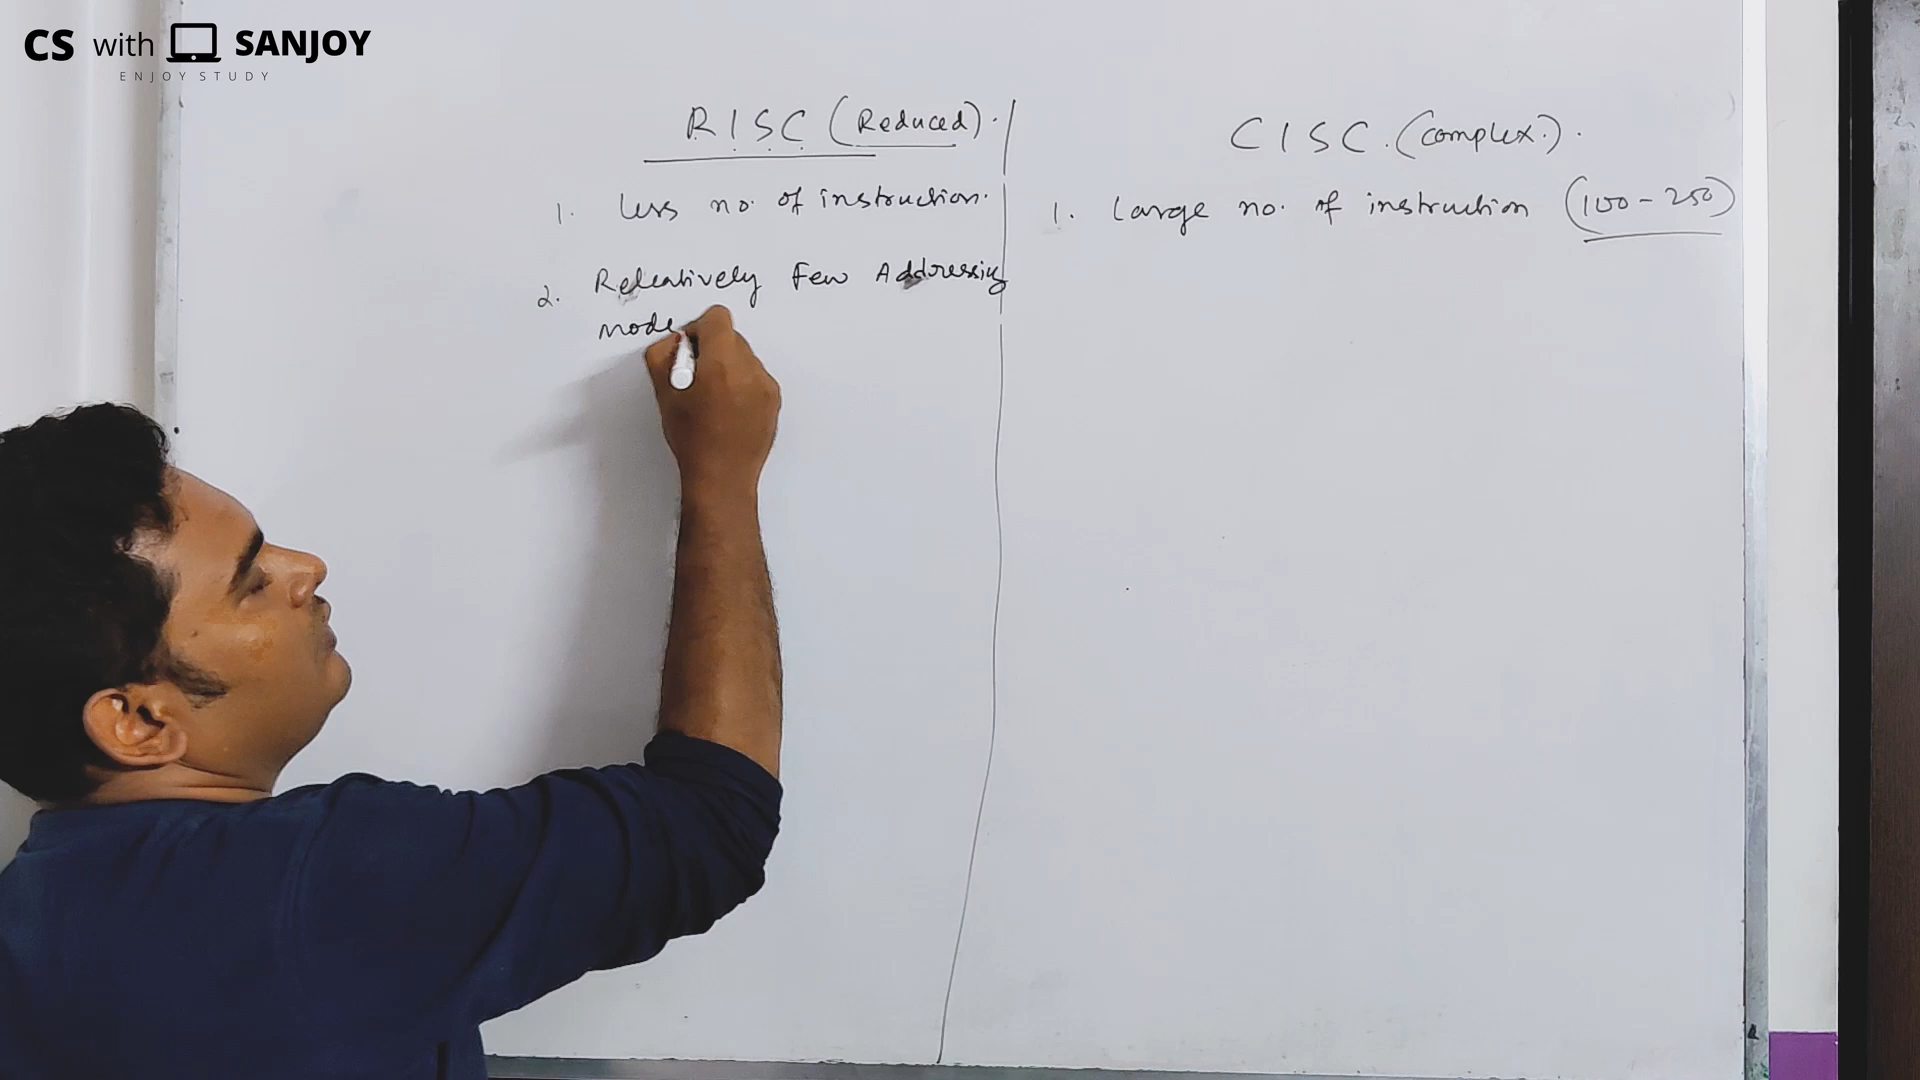 CS with SANJOY
ENJOY STUDY
RISC (Reduced).
1. Less no. of instruction.
2. Releatively Few Addressing
mode
CISC. (complex.).
1. Large no. of instruction (100-250)